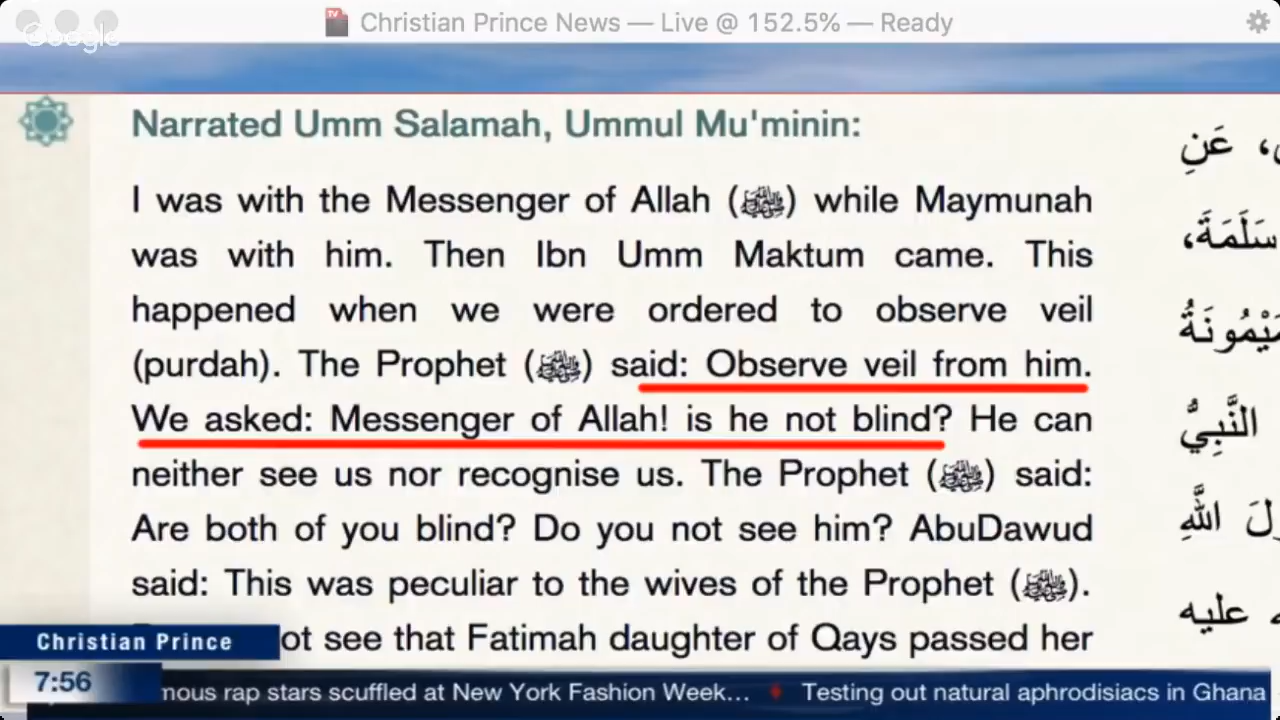 Christian Prince News — Live @ 152.5% — Ready
Google
Narrated Umm Salamah, Ummul Mu'minin:
I was with the Messenger of Allah (ﷺ) while Maymunah
was with him. Then Ibn Umm Maktum came. This
happened when we were ordered to observe veil
(purdah). The Prophet (ﷺ) said: Observe veil from him.
We asked: Messenger of Allah! is he not blind? He can
neither see us nor recognise us. The Prophet (ﷺ) said:
Are both of you blind? Do you not see him? AbuDawud
said: This was peculiar to the wives of the Prophet (ﷺ).
not see that Fatimah daughter of Qays passed her
عَنِ
سَلَمَةَ،
النَّبِيُّ
اللَّهِ
عليه
Christian Prince
7:56
rap stars scuffled at New York Fashion Week... ♦ Testing out natural aphrodisiacs in Ghana